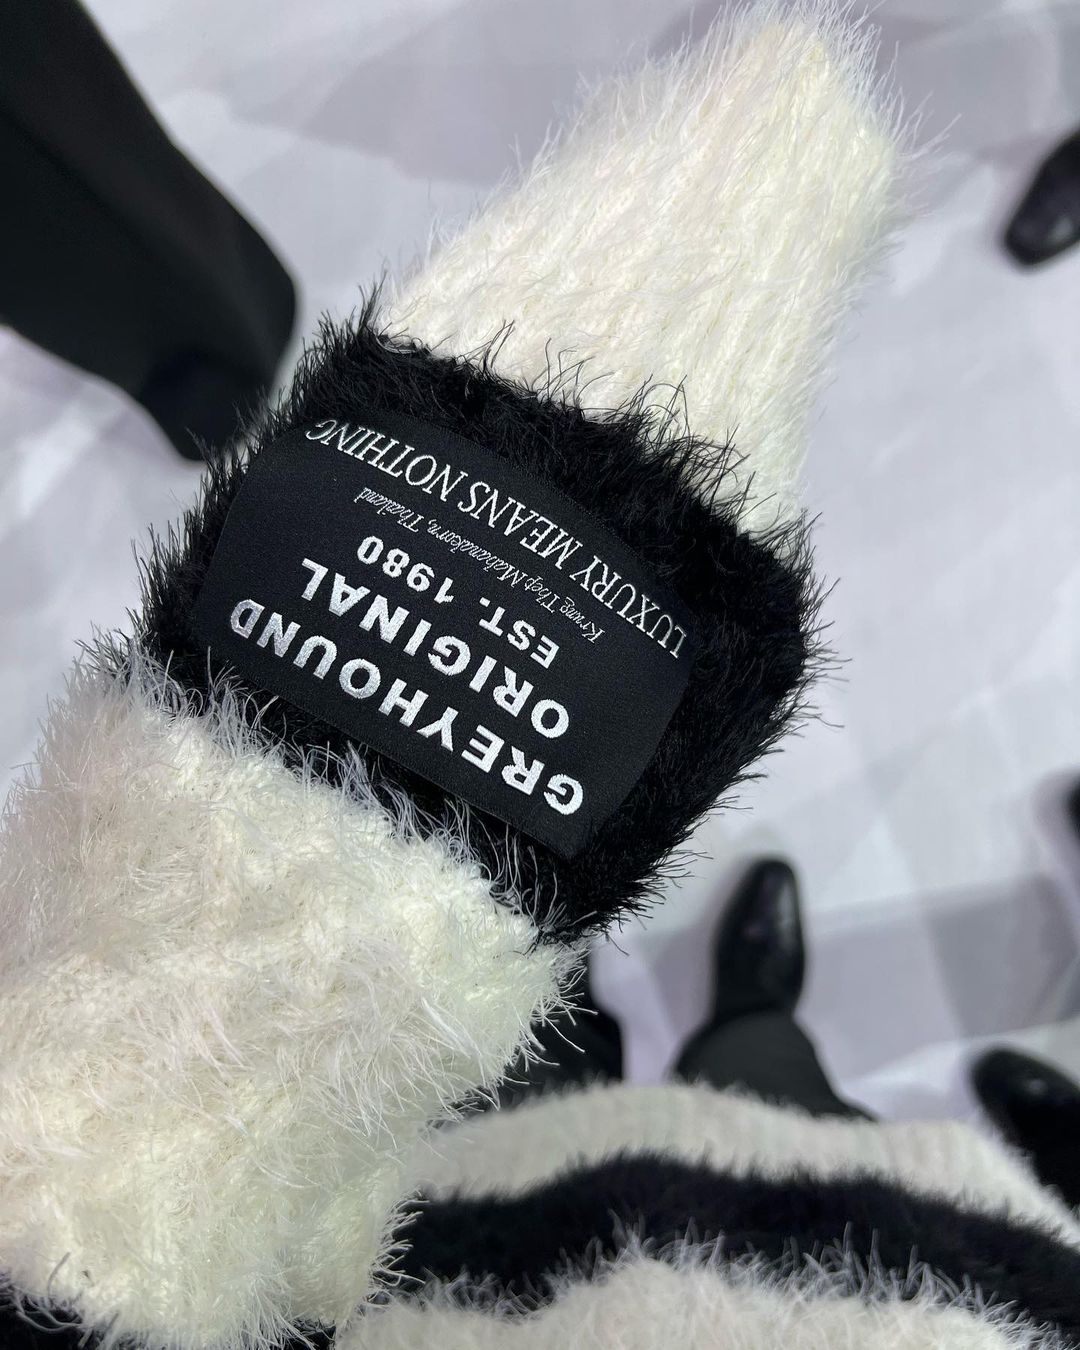 GREYHOUND
ORIGINAL
EST. 1980
Krung Thep Mahanakorn, Thailand
LUXURY MEANS NOTHING